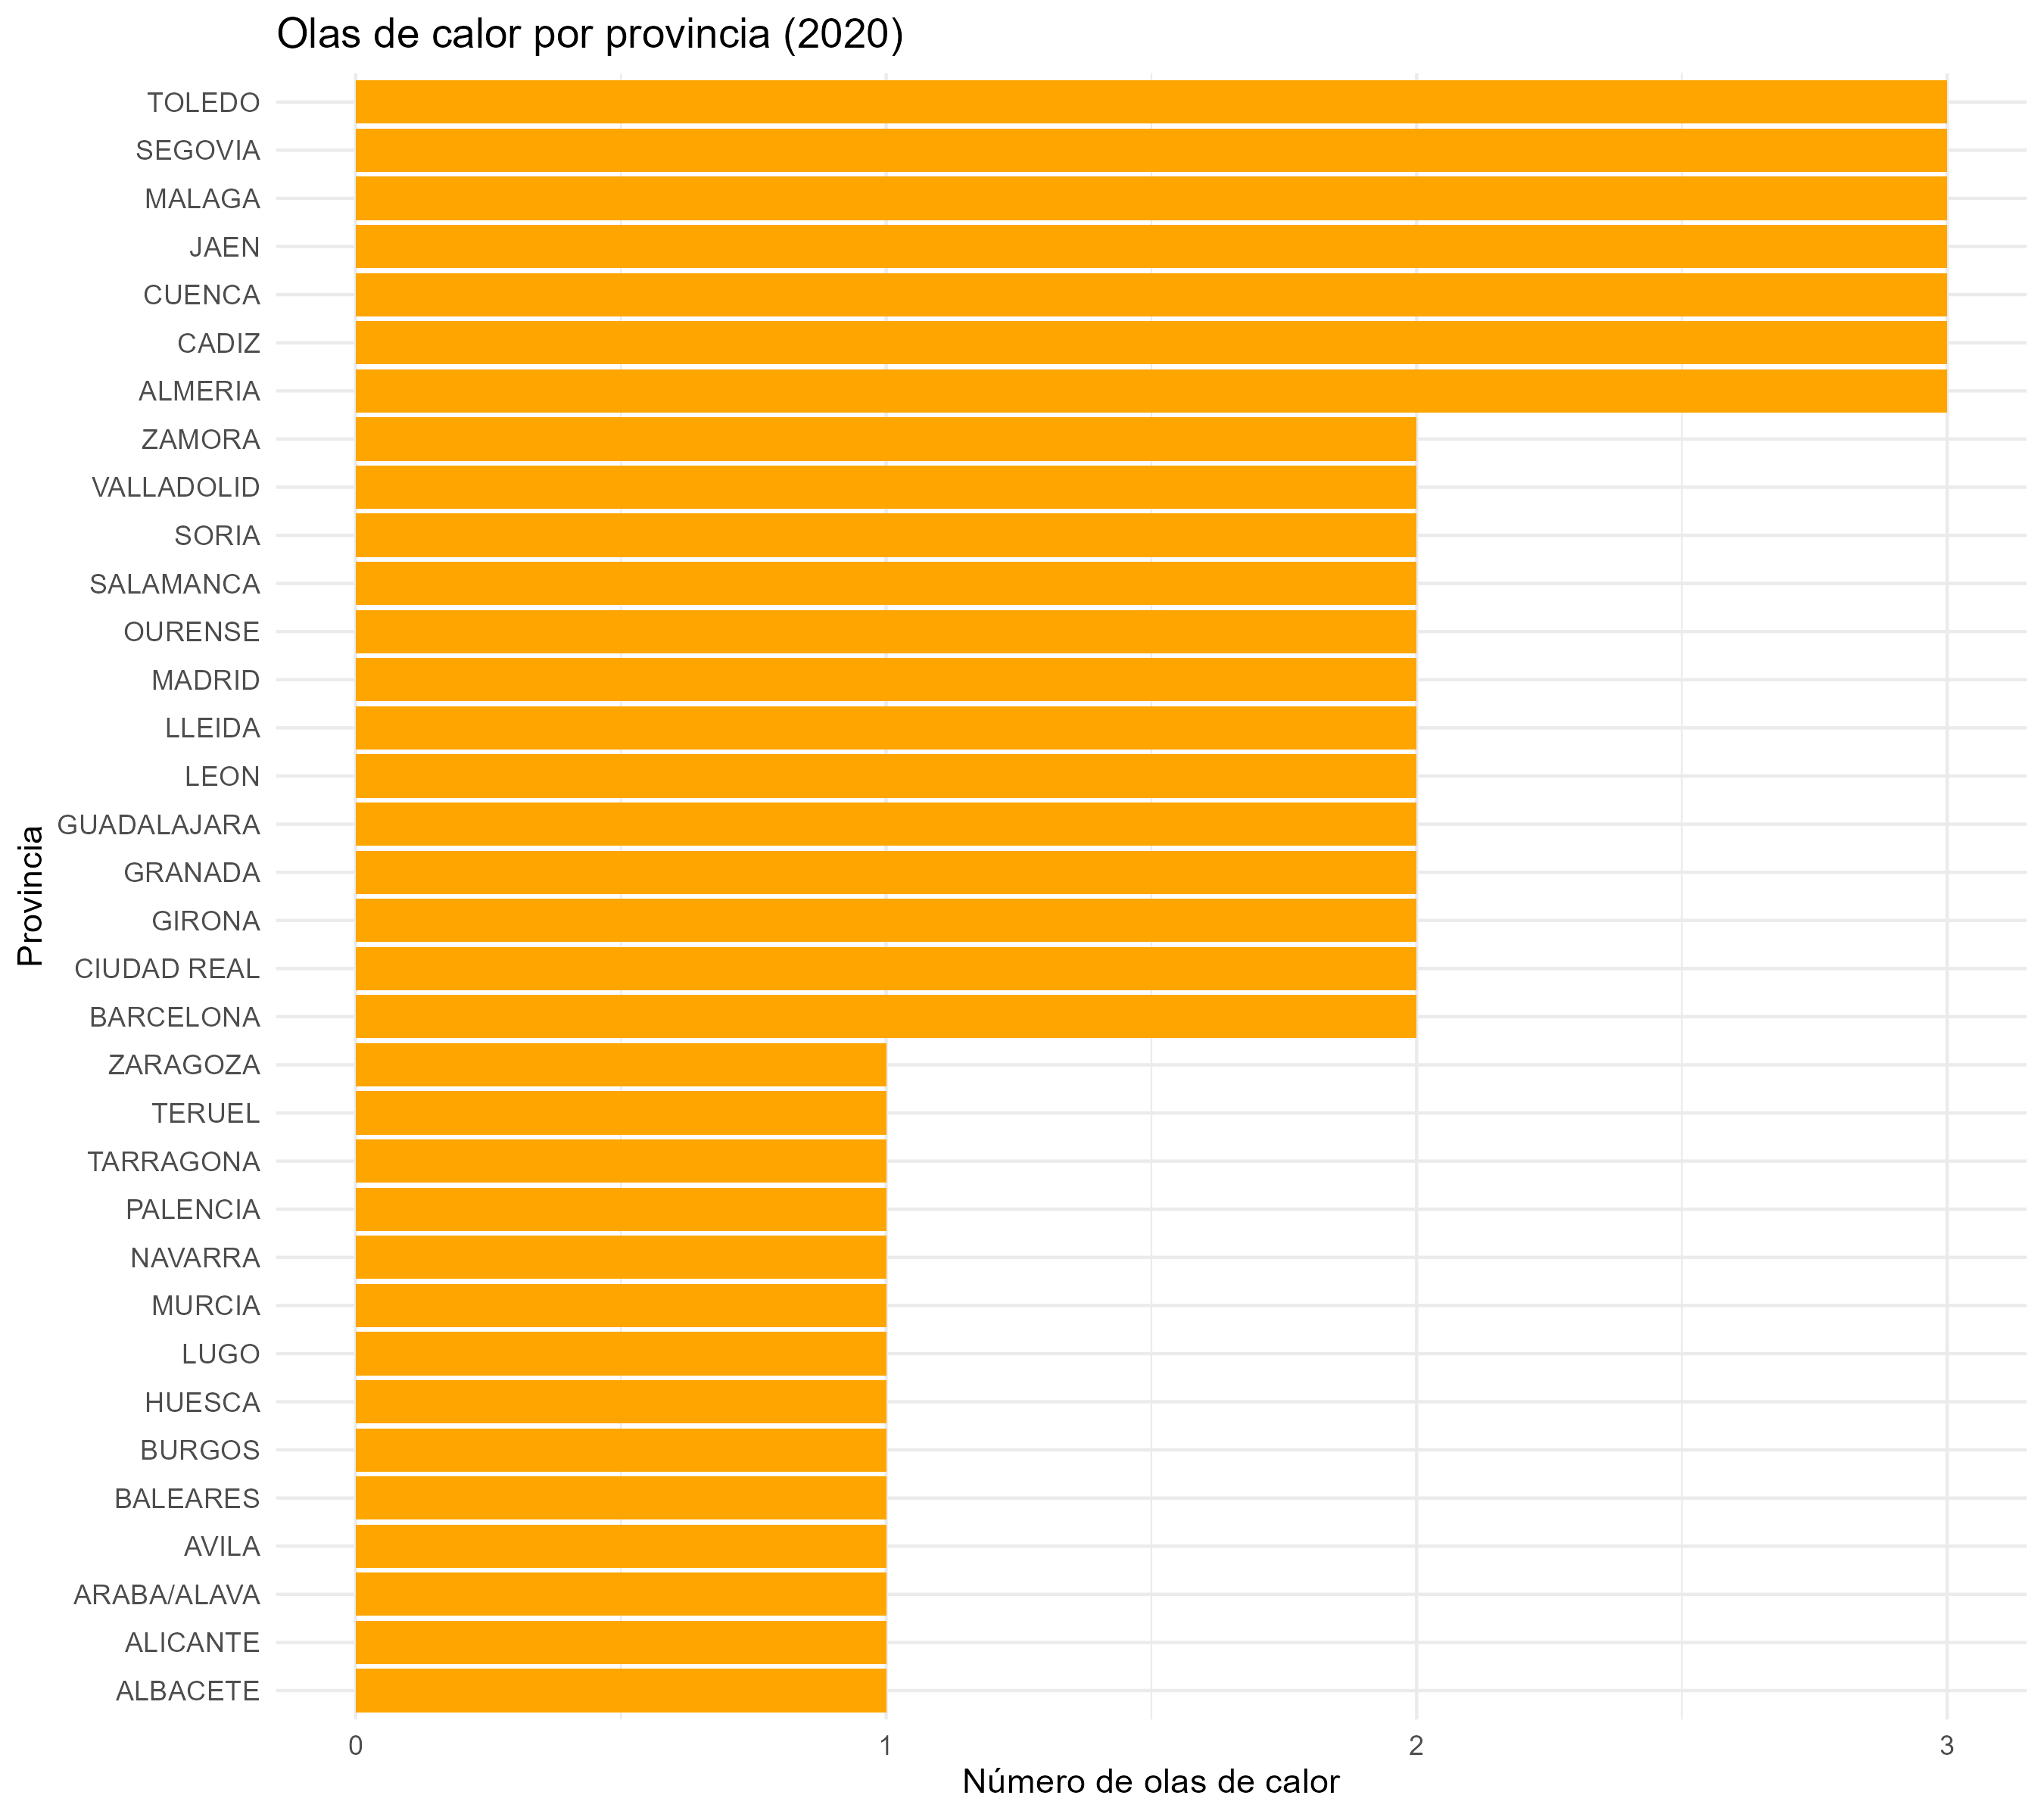 Olas de calor por provincia (2020)
TOLEDO
SEGOVIA
MALAGA
JAEN
CUENCA
CADIZ
ALMERIA
ZAMORA
VALLADOLID
SORIA
SALAMANCA
OURENSE
MADRID
LLEIDA
LEON
GUADALAJARA
GRANADA
GIRONA
CIUDAD REAL
BARCELONA
ZARAGOZA
TERUEL
TARRAGONA
PALENCIA
NAVARRA
MURCIA
LUGO
HUESCA
BURGOS
BALEARES
AVILA
ARABA/ALAVA
ALICANTE
ALBACETE
Provincia
0 1 2 3
Número de olas de calor